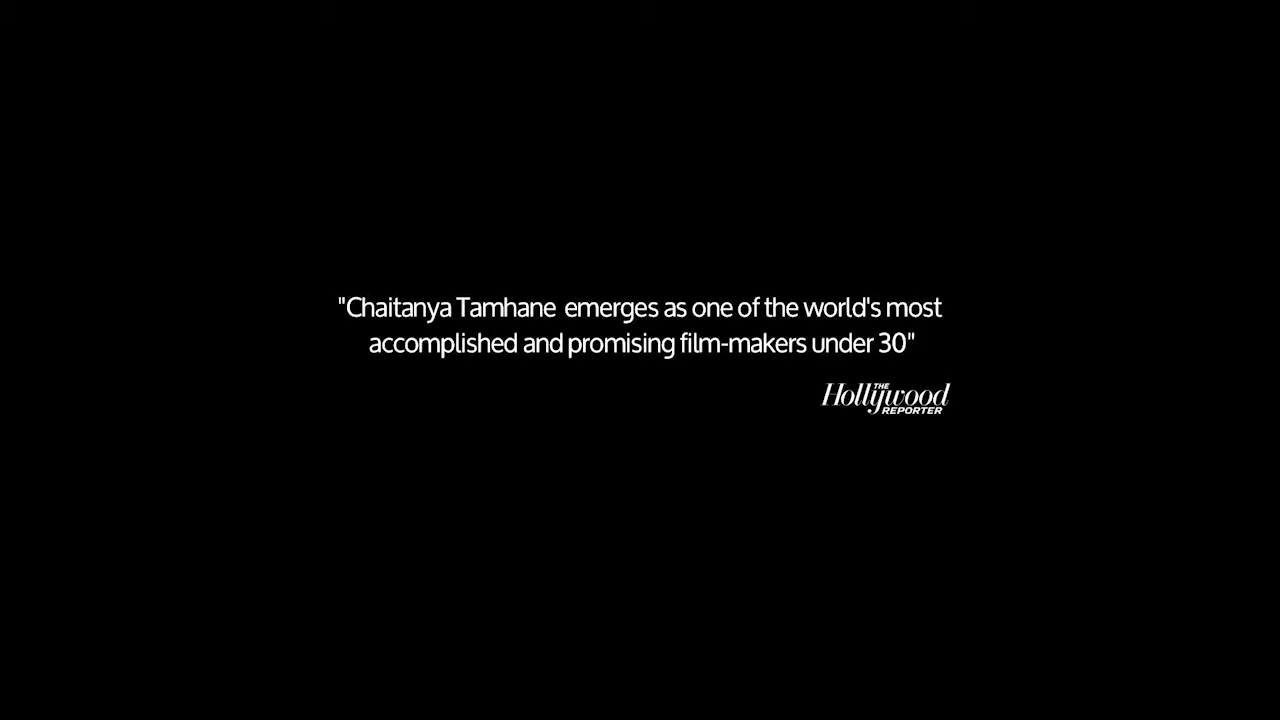 "Chaitanya Tamhane  emerges as one of the world's most
accomplished and promising film-makers under 30"
THE
Hollywood
REPORTER